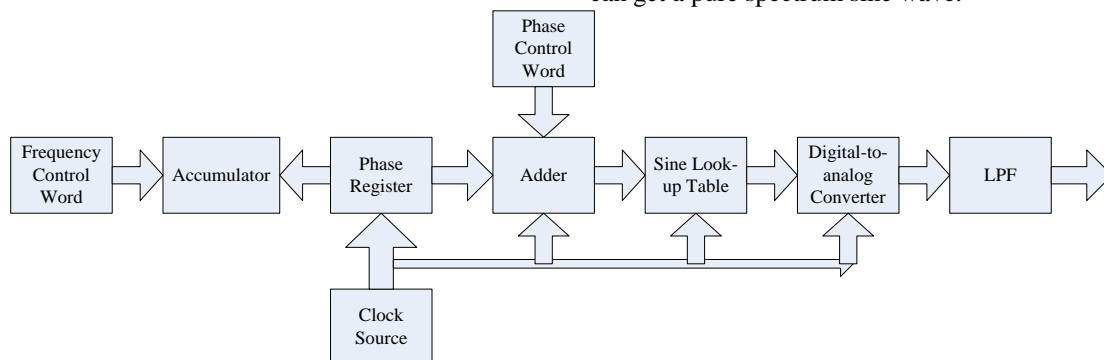 can get a pure spectrum sine wave.
Phase
Control
Word
Frequency
Control
Word
Accumulator
Phase
Register
Adder
Sine Look-
up Table
Digital-to-
analog
Converter
LPF
Clock
Source